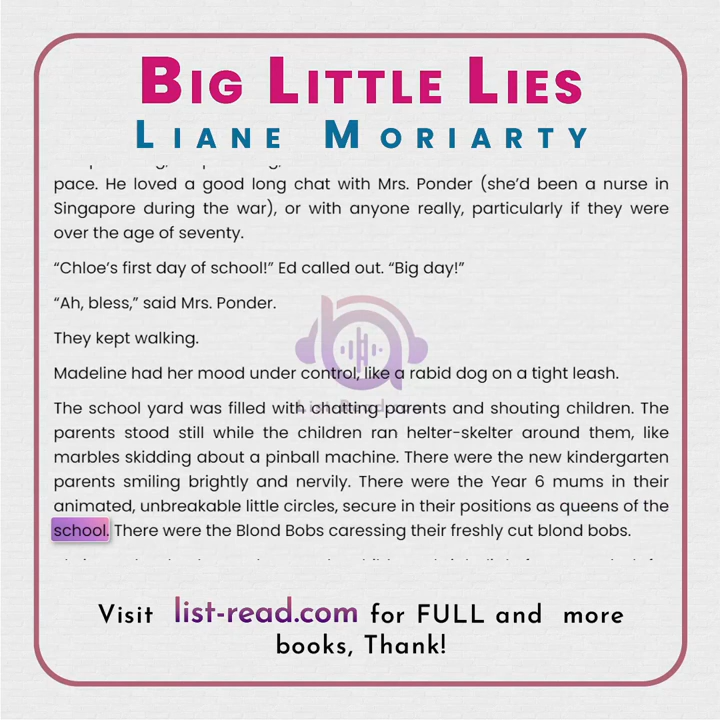 BIG LITTLE LIES
LIANE MORIARTY
pace. He loved a good long chat with Mrs. Ponder (she’d been a nurse in
Singapore during the war), or with anyone really, particularly if they were
over the age of seventy.
“Chloe’s first day of school!” Ed called out. “Big day!”
“Ah, bless,” said Mrs. Ponder.
They kept walking.
Madeline had her mood under control, like a rabid dog on a tight leash.
The school yard was filled with chatting parents and shouting children. The
parents stood still while the children ran helter-skelter around them, like
marbles skidding about a pinball machine. There were the new kindergarten
parents smiling brightly and nervily. There were the Year 6 mums in their
animated, unbreakable little circles, secure in their positions as queens of the
school. There were the Blond Bobs caressing their freshly cut blond bobs.
Visit list-read.com for FULL and more
books, Thank!